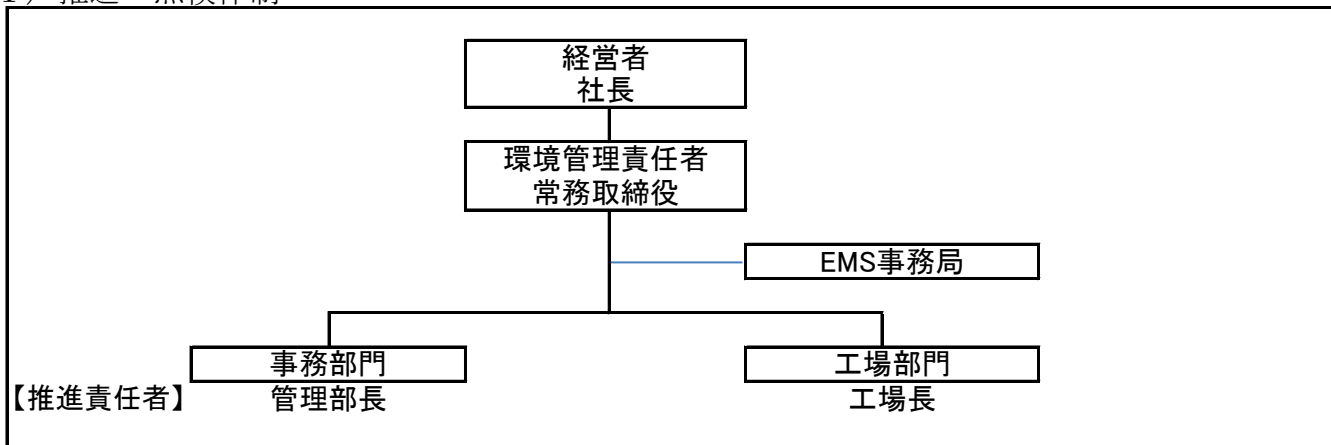 経営者
社長
環境管理責任者
常務取締役
EMS事務局
事務部門
工場部門
【推進責任者】 管理部長 工場長